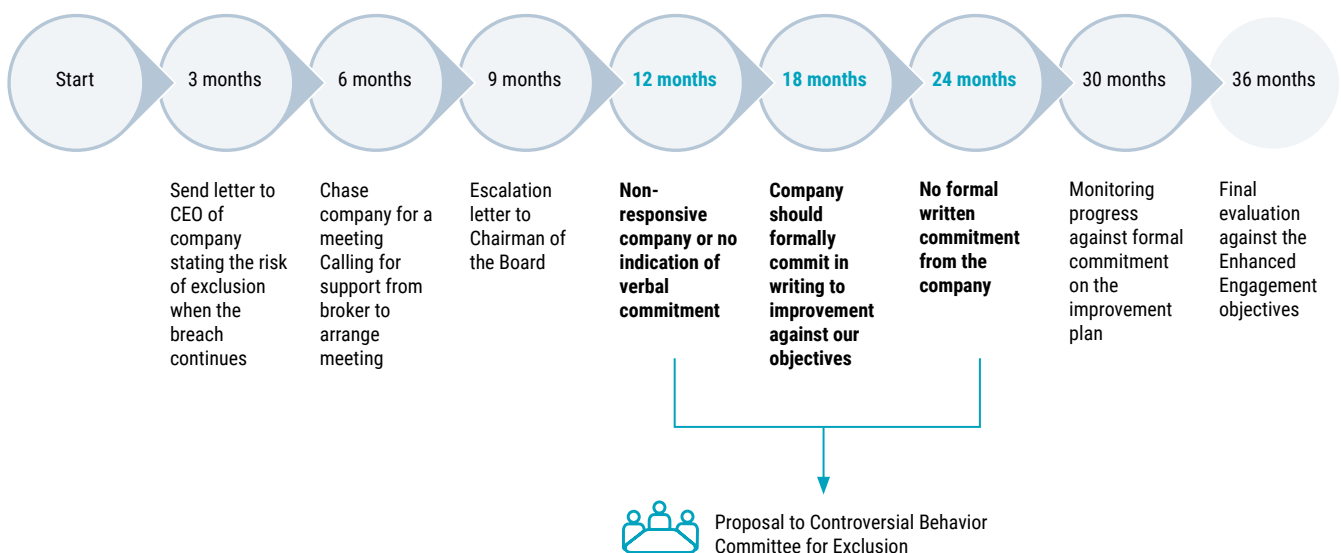 Start
3 months
6 months
9 months
12 months
18 months
24 months
30 months
36 months
Send letter to
CEO of
company
stating the risk
of exclusion
when the
breach
continues
Chase
company for a
meeting
Calling for
support from
broker to
arrange
meeting
Escalation
letter to
Chairman of
the Board
Non-
responsive
company or no
indication of
verbal
commitment
Company
should
formally
commit in
writing to
improvement
against our
objectives
No formal
written
commitment
from the
company
Monitoring
progress
against formal
commitment
on the
improvement
plan
Final
evaluation
against the
Enhanced
Engagement
objectives
Proposal to Controversial Behavior
Committee for Exclusion